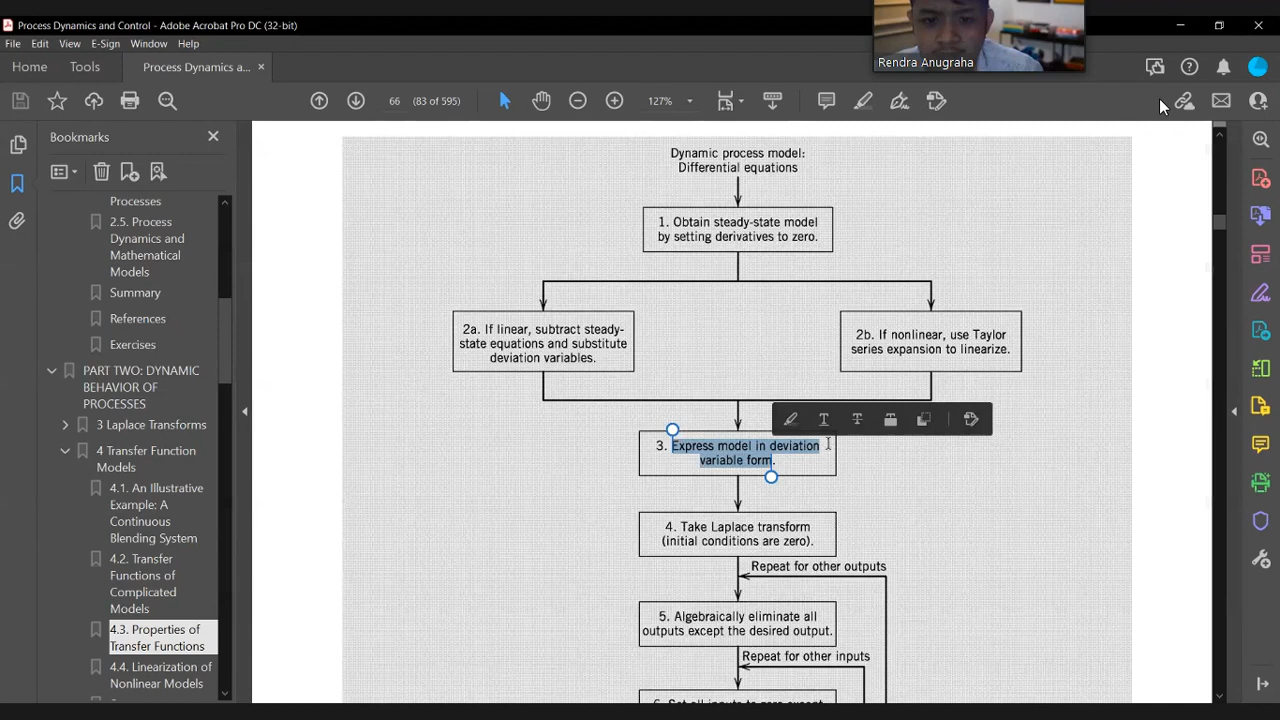 Process Dynamics and Control - Adobe Acrobat Pro DC (32-bit)
File Edit View E-Sign Window Help
Home Tools Process Dynamics a... ×
Rendra Anugraha
66 (83 of 595) 127%
Bookmarks
Processes
2.5. Process
Dynamics and
Mathematical
Models
Summary
References
Exercises
PART TWO: DYNAMIC
BEHAVIOR OF
PROCESSES
3 Laplace Transforms
4 Transfer Function
Models
4.1. An Illustrative
Example: A
Continuous
Blending System
4.2. Transfer
Functions of
Complicated
Models
4.3. Properties of
Transfer Functions
4.4. Linearization of
Nonlinear Models
Dynamic process model:
Differential equations
1. Obtain steady-state model
by setting derivatives to zero.
2a. If linear, subtract steady-
state equations and substitute
deviation variables.
2b. If nonlinear, use Taylor
series expansion to linearize.
3. Express model in deviation
variable form.
4. Take Laplace transform
(initial conditions are zero).
Repeat for other outputs
5. Algebraically eliminate all
outputs except the desired output.
Repeat for other inputs
6. Set all inputs to zero except